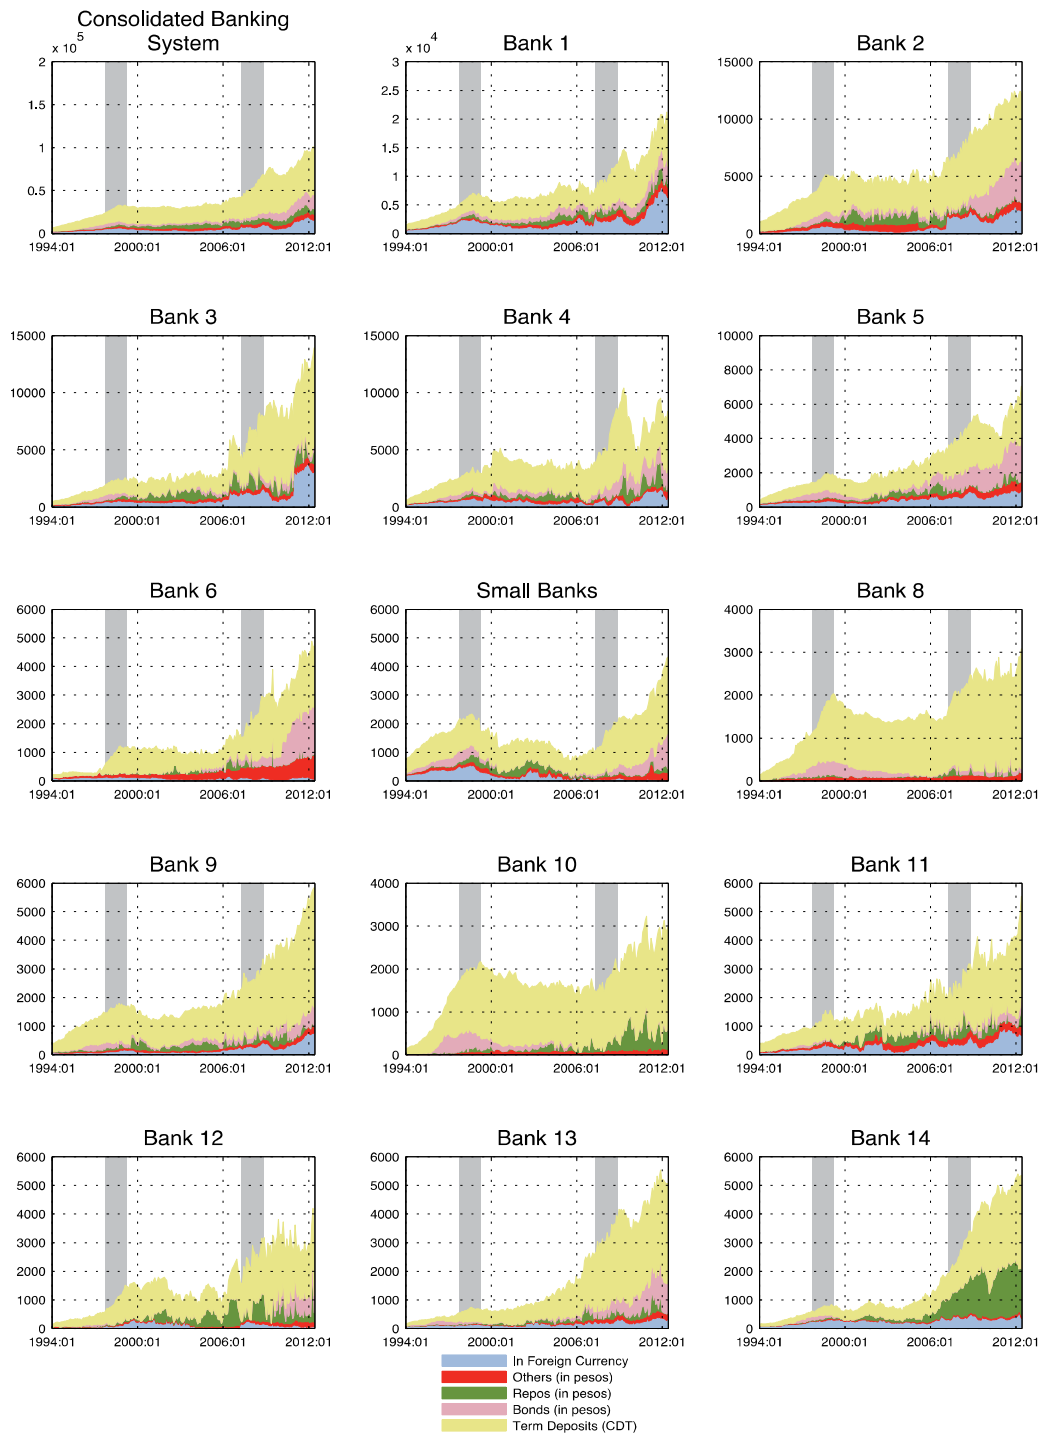 Consolidated Banking
System
x 10^5
2
1.5
1
0.5
0
1994:01 2000:01 2006:01 2012:01
Bank 1
x 10^4
3
2.5
2
1.5
1
0.5
0
1994:01 2000:01 2006:01 2012:01
Bank 2
15000
10000
5000
0
1994:01 2000:01 2006:01 2012:01
Bank 3
15000
10000
5000
0
1994:01 2000:01 2006:01 2012:01
Bank 4
15000
10000
5000
0
1994:01 2000:01 2006:01 2012:01
Bank 5
10000
8000
6000
4000
2000
0
1994:01 2000:01 2006:01 2012:01
Bank 6
6000
5000
4000
3000
2000
1000
0
1994:01 2000:01 2006:01 2012:01
Small Banks
6000
5000
4000
3000
2000
1000
0
1994:01 2000:01 2006:01 2012:01
Bank 8
4000
3000
2000
1000
0
1994:01 2000:01 2006:01 2012:01
Bank 9
6000
5000
4000
3000
2000
1000
0
1994:01 2000:01 2006:01 2012:01
Bank 10
4000
3000
2000
1000
0
1994:01 2000:01 2006:01 2012:01
Bank 11
6000
5000
4000
3000
2000
1000
0
1994:01 2000:01 2006:01 2012:01
Bank 12
6000
5000
4000
3000
2000
1000
0
1994:01 2000:01 2006:01 2012:01
Bank 13
6000
5000
4000
3000
2000
1000
0
1994:01 2000:01 2006:01 2012:01
Bank 14
6000
5000
4000
3000
2000
1000
0
1994:01 2000:01 2006:01 2012:01
In Foreign Currency
Others (in pesos)
Repos (in pesos)
Bonds (in pesos)
Term Deposits (CDT)